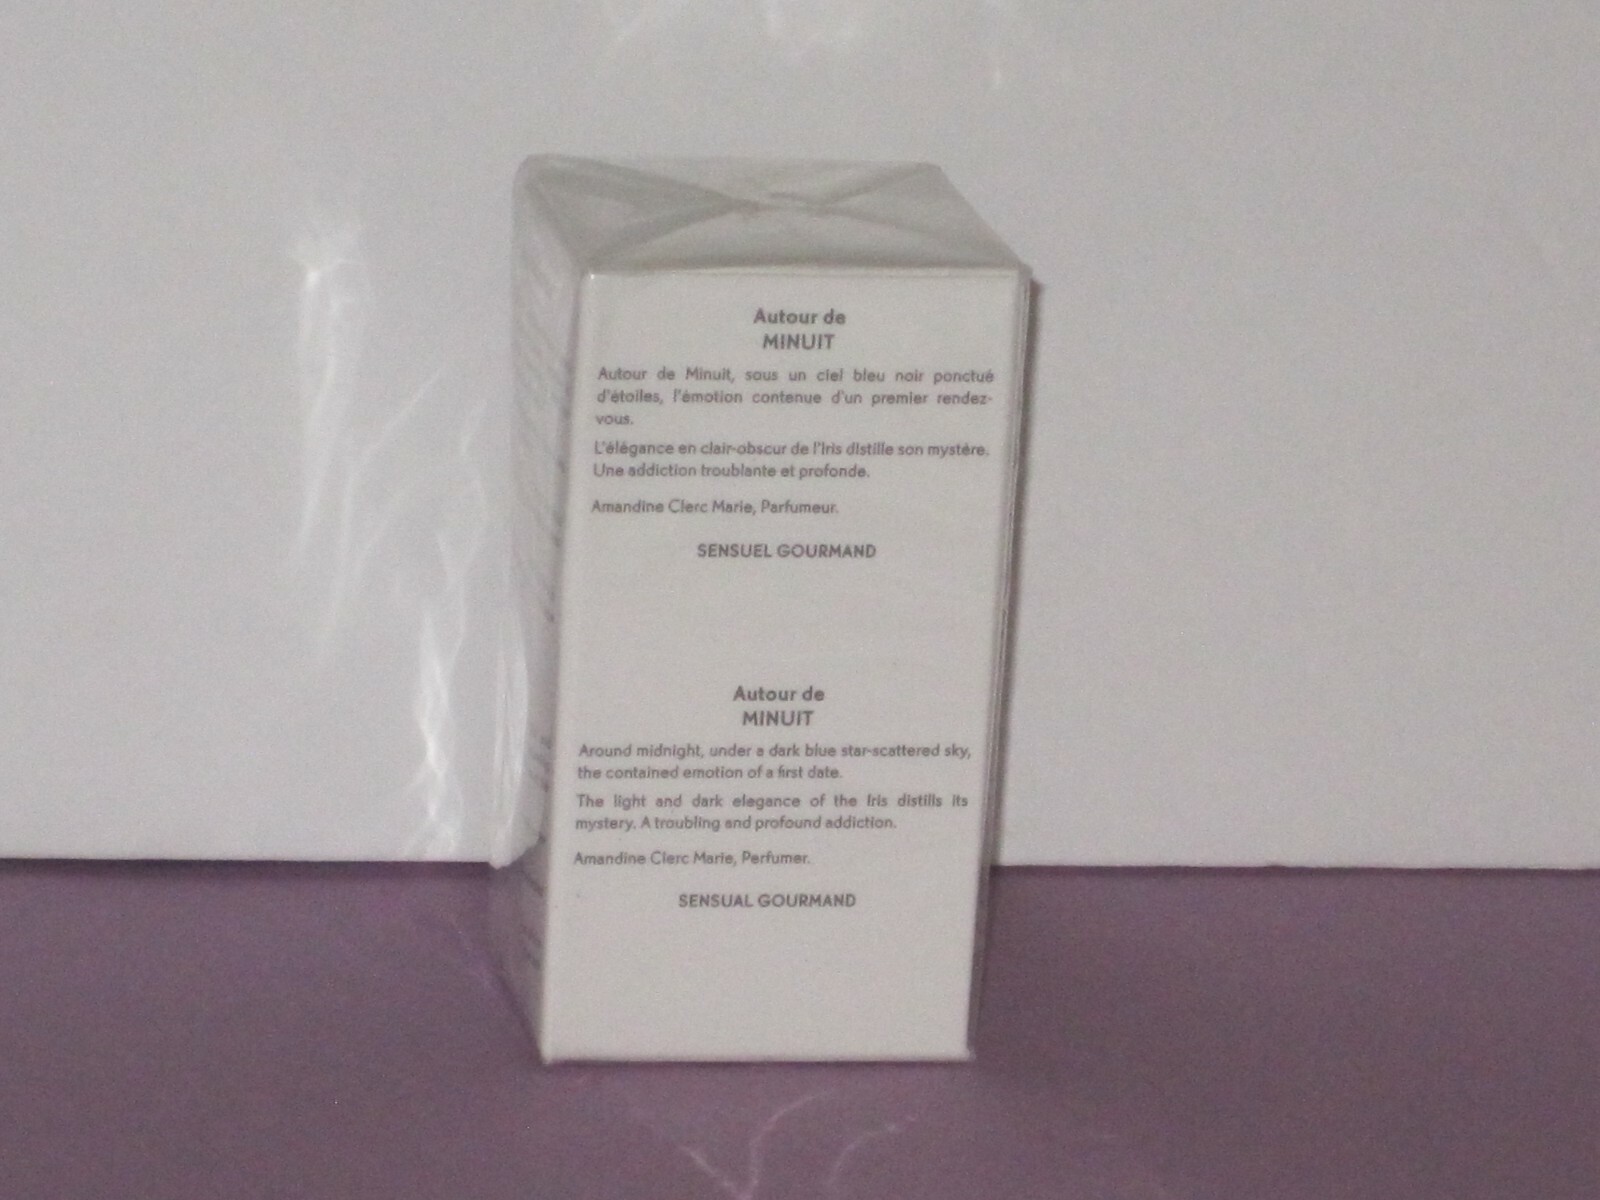 Autour de
MINUIT
Autour de Minuit, sous un ciel bleu noir ponctué
d'étoiles, l'émotion contenue d'un premier rendez-
vous.
L'élégance en clair-obscur de l'Iris distille son mystère.
Une addiction troublante et profonde.
Amandine Clerc Marie, Parfumeur.
SENSUEL GOURMAND
Autour de
MINUIT
Around midnight, under a dark blue star-scattered sky,
the contained emotion of a first date.
The light and dark elegance of the Iris distills its
mystery. A troubling and profound addiction.
Amandine Clerc Marie, Perfumer.
SENSUAL GOURMAND